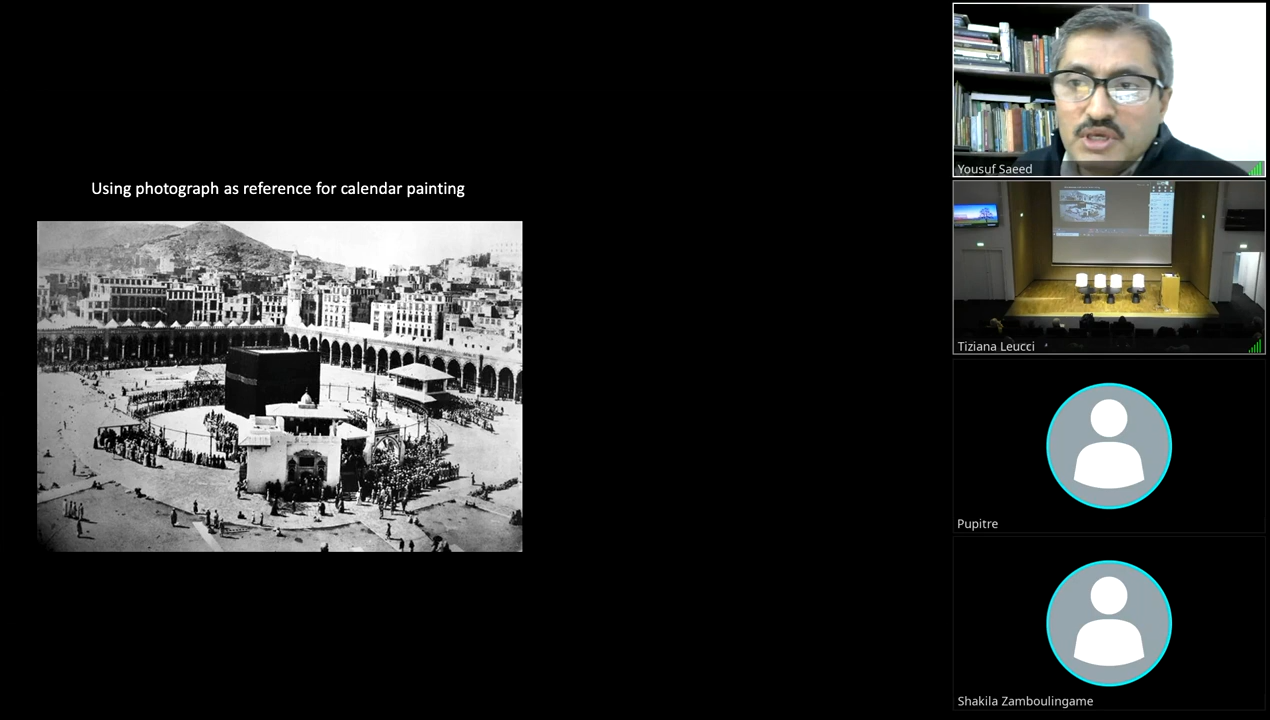 Using photograph as reference for calendar painting
Yousuf Saeed
Tiziana Leucci
Pupitre
Shakila Zamboulingame